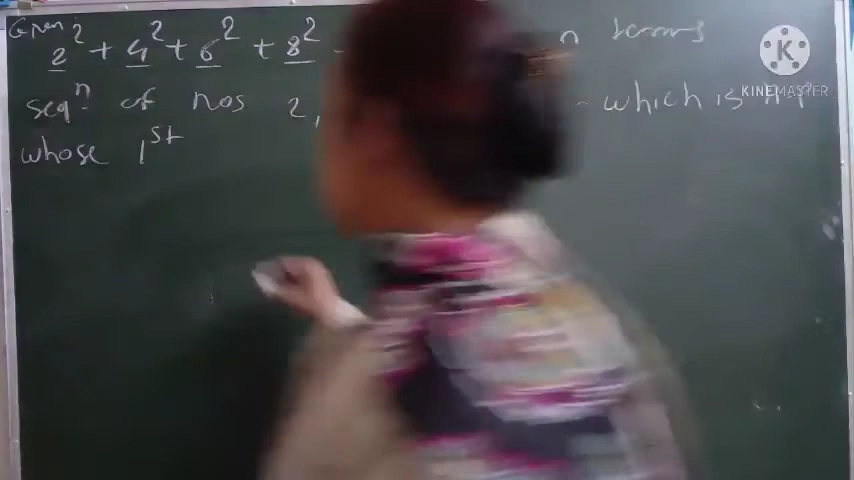 Given 2² + 4² + 6² + 8² - n terms
seqⁿ. of nos 2, - which is AP
whose 1st
KINEMASTER